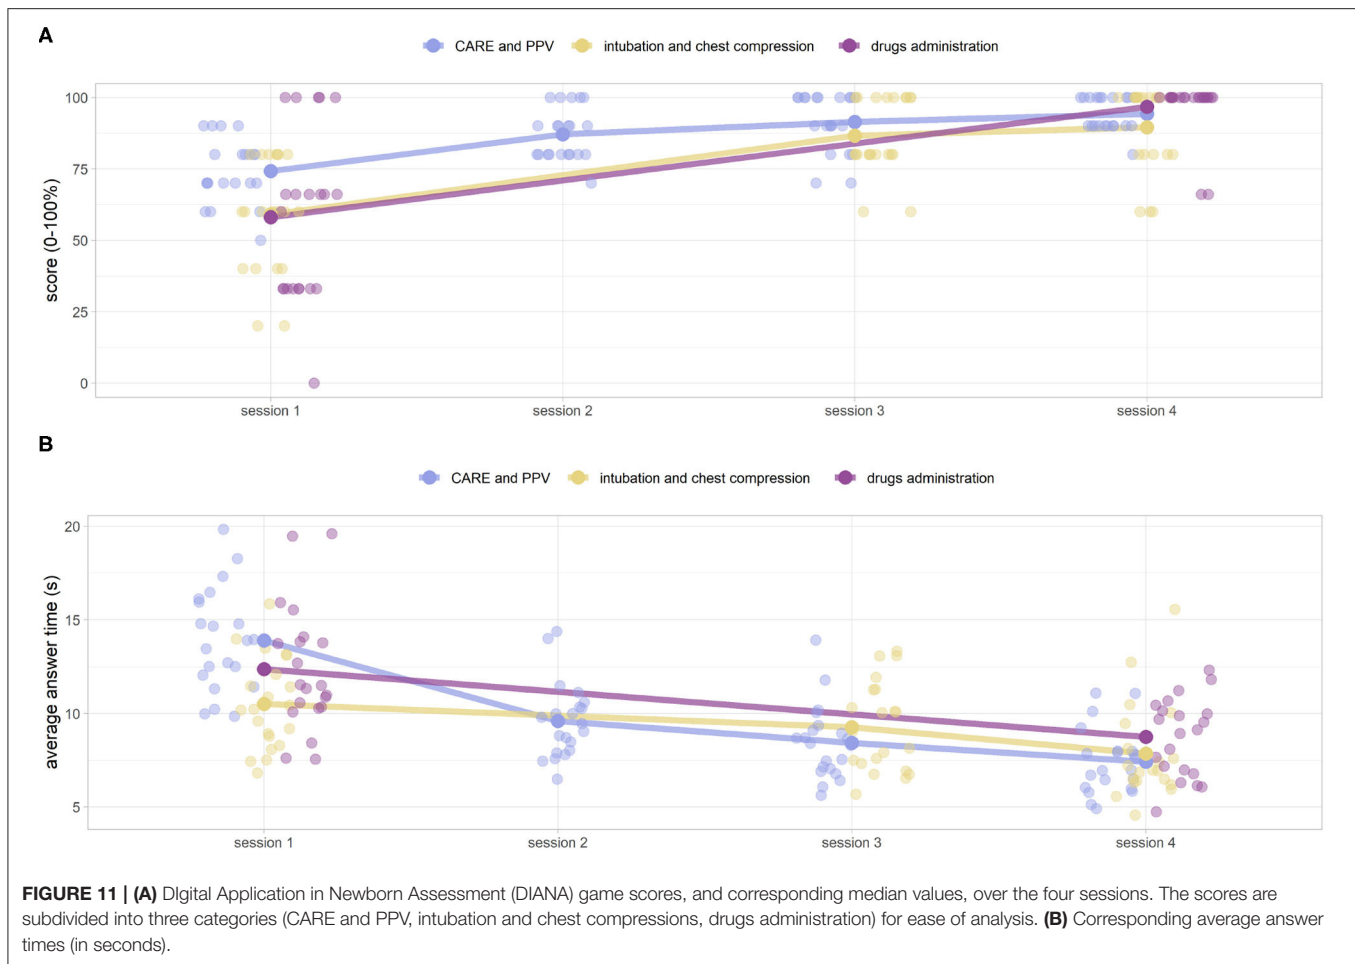 A
CARE and PPV intubation and chest compression drugs administration
100
75
50
25
0
score (0-100%)
session 1 session 2 session 3 session 4
B
CARE and PPV intubation and chest compression drugs administration
20
15
10
5
average answer time (s)
session 1 session 2 session 3 session 4
FIGURE 11 | (A) DIgital Application in Newborn Assessment (DIANA) game scores, and corresponding median values, over the four sessions. The scores are
subdivided into three categories (CARE and PPV, intubation and chest compressions, drugs administration) for ease of analysis. (B) Corresponding average answer
times (in seconds).